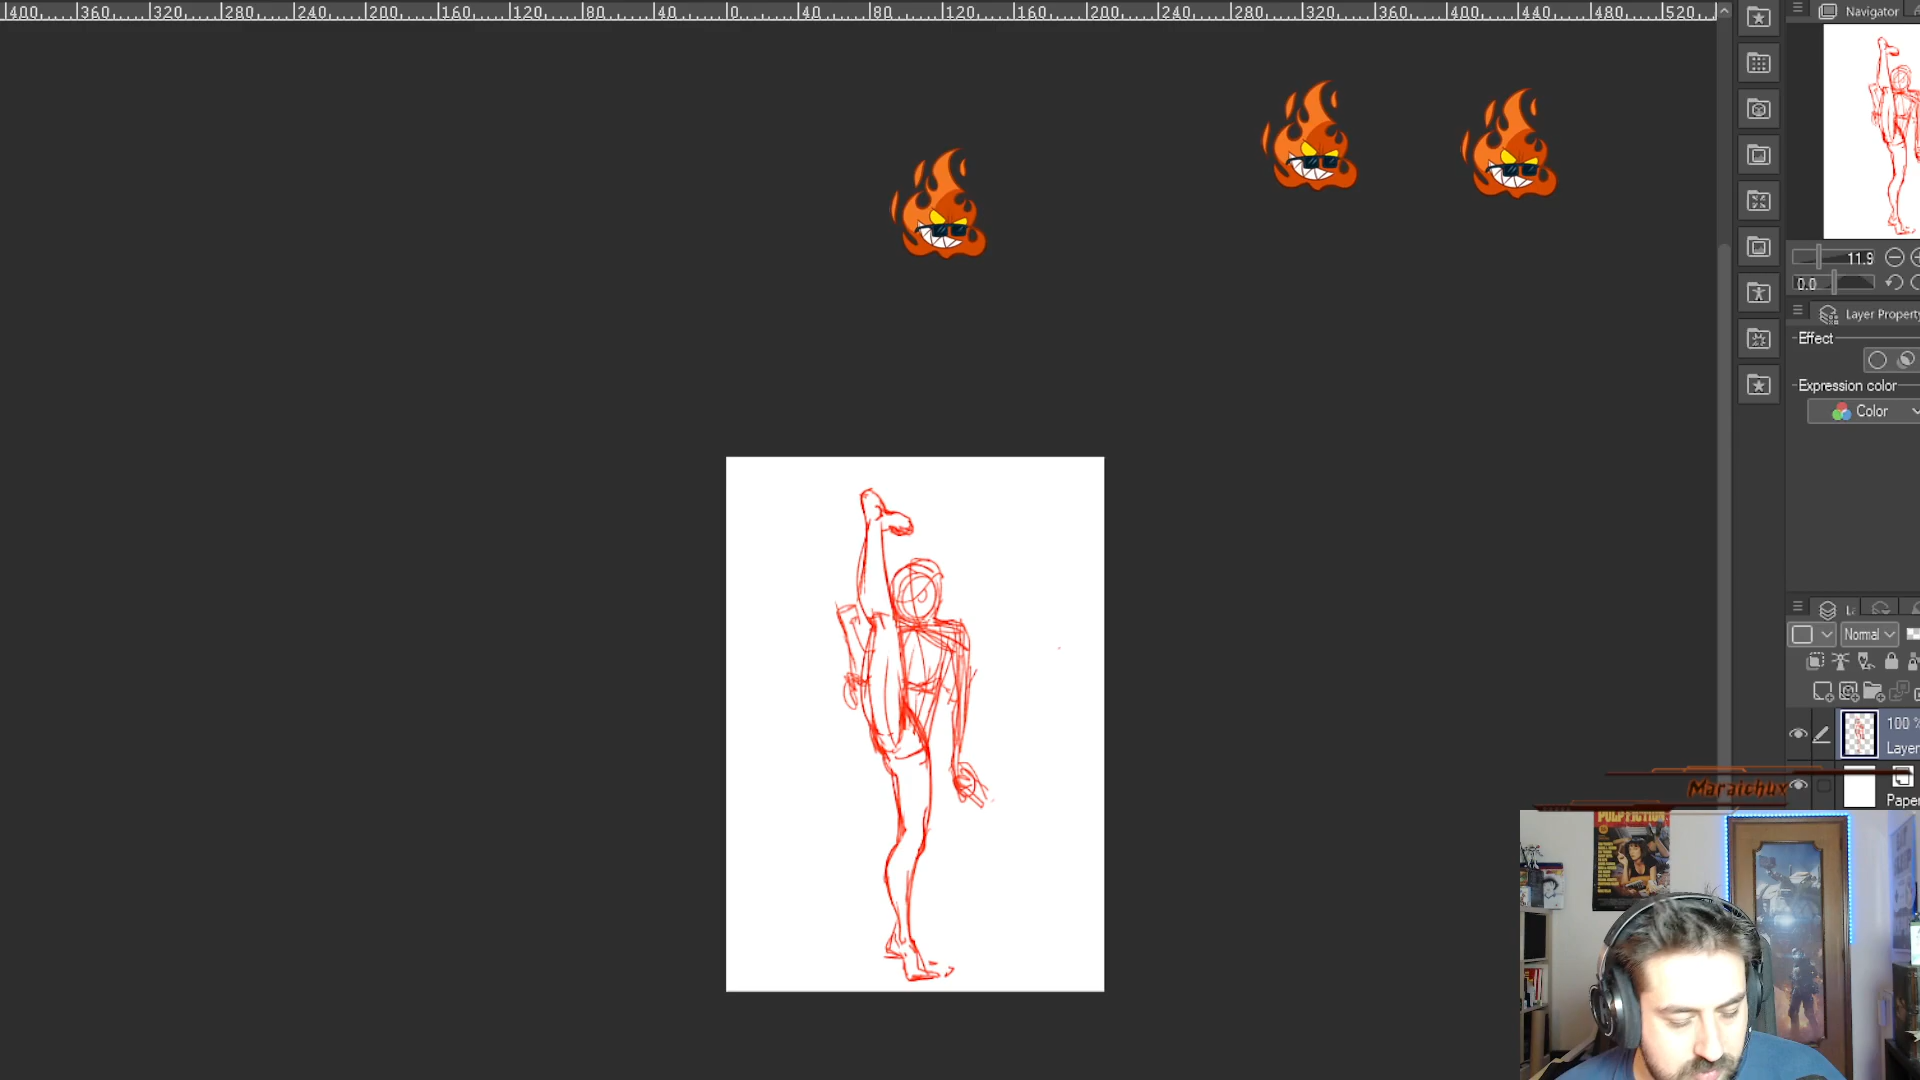 400 360 320 280 240 200 160 120 80 40 0 40 80 120 160 200 240 280 320 360 400 440 480 520
Navigator
11.9
0.0
Layer Property
Effect
Expression color
Color
Normal
100 %
Layer
Maraichux
Paper
PULP FICTION